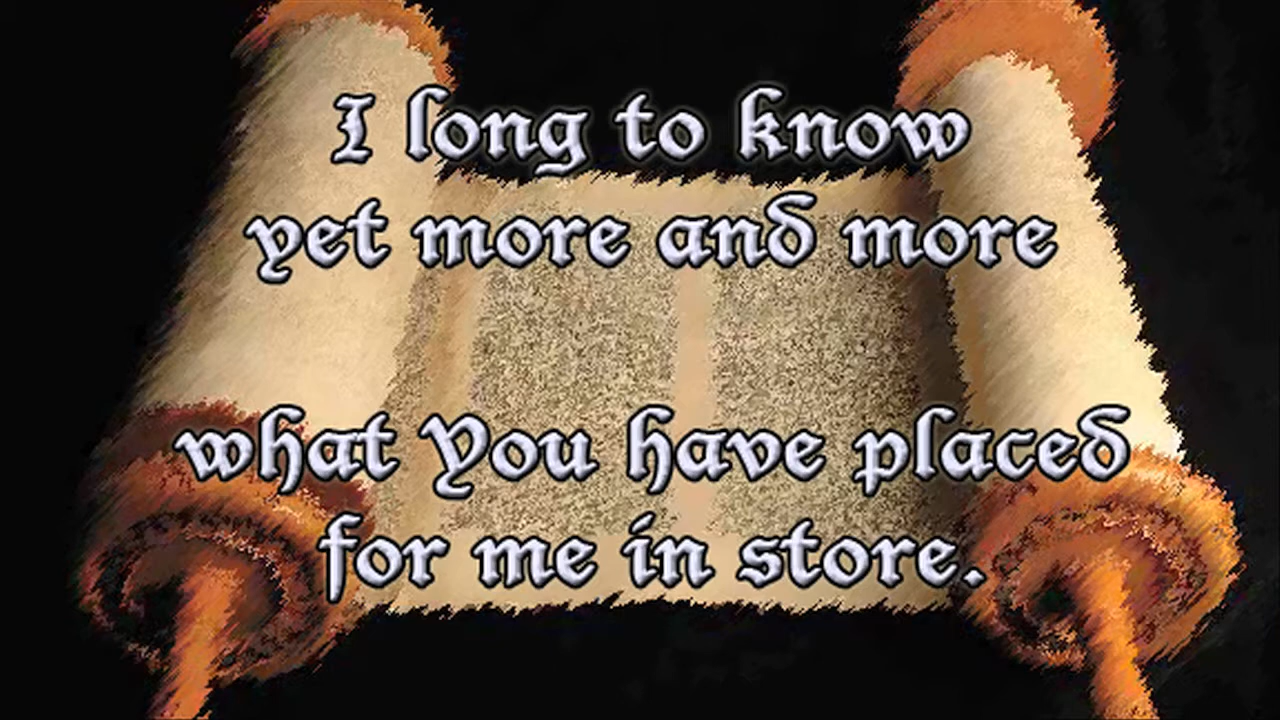 I long to know
yet more and more
what You have placed
for me in store.